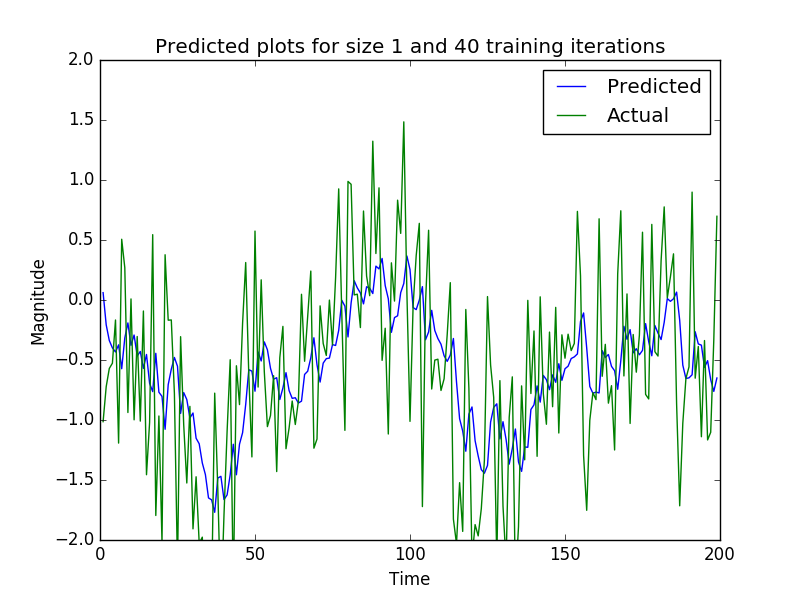 Predicted plots for size 1 and 40 training iterations
2.0
Predicted
Actual
1.5
1.0
0.5
0.0
Magnitude
−0.5
−1.0
−1.5
−2.0
0
50
100
150
200
Time